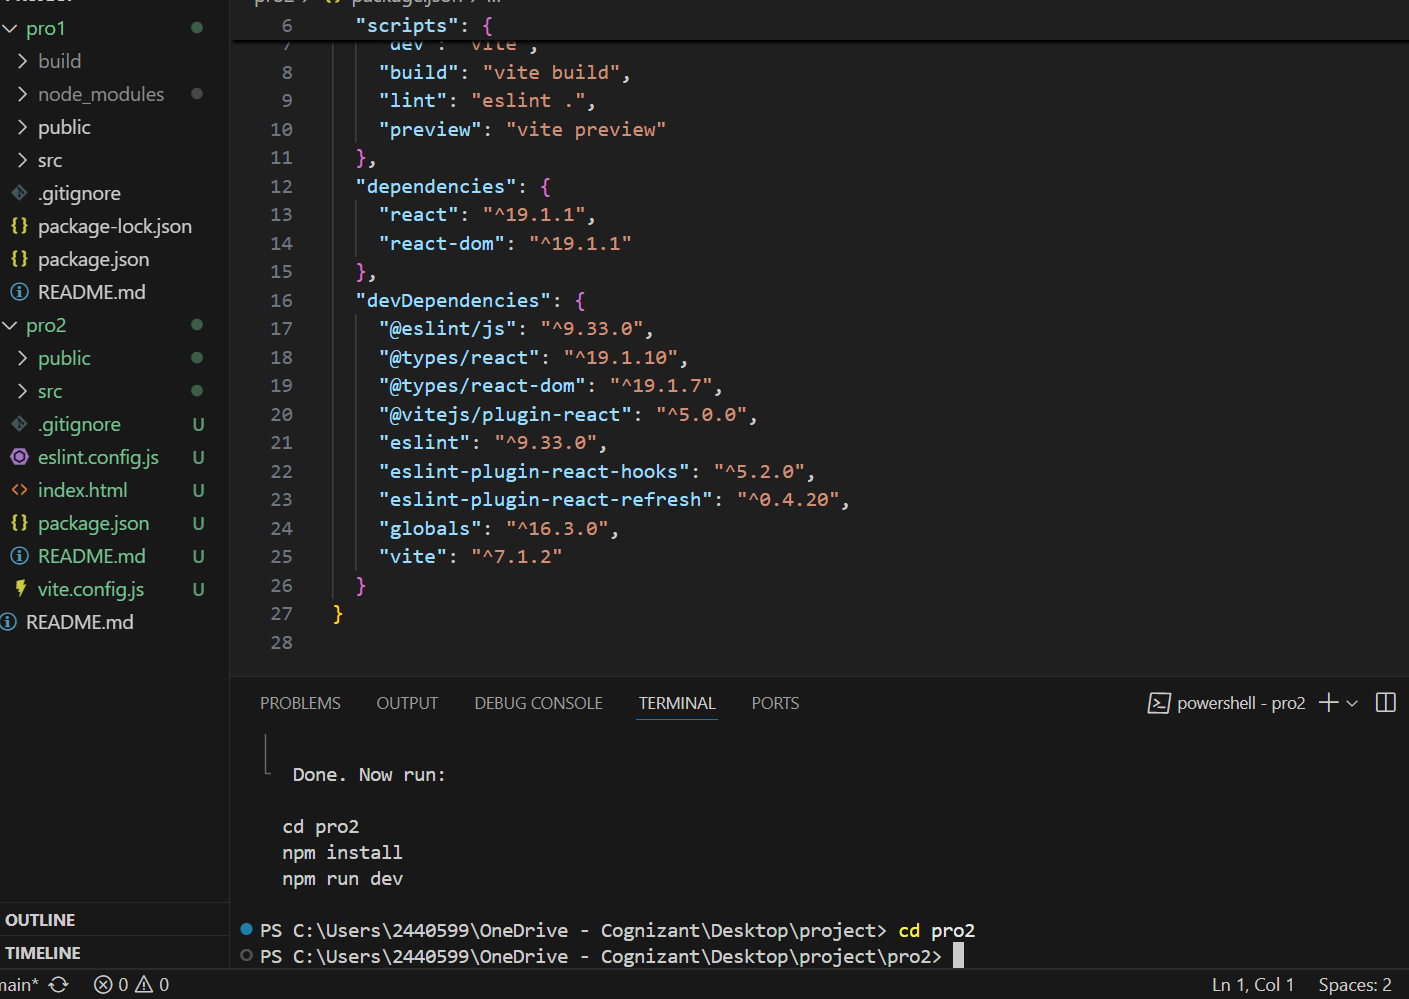 pro1
build
node_modules
public
src
.gitignore
package-lock.json
package.json
README.md
pro2
public
src
.gitignore U
eslint.config.js U
index.html U
package.json U
README.md U
vite.config.js U
README.md
OUTLINE
TIMELINE
6 "scripts": {
7 "dev": "vite",
8 "build": "vite build",
9 "lint": "eslint .",
10 "preview": "vite preview"
11 },
12 "dependencies": {
13 "react": "^19.1.1",
14 "react-dom": "^19.1.1"
15 },
16 "devDependencies": {
17 "@eslint/js": "^9.33.0",
18 "@types/react": "^19.1.10",
19 "@types/react-dom": "^19.1.7",
20 "@vitejs/plugin-react": "^5.0.0",
21 "eslint": "^9.33.0",
22 "eslint-plugin-react-hooks": "^5.2.0",
23 "eslint-plugin-react-refresh": "^0.4.20",
24 "globals": "^16.3.0",
25 "vite": "^7.1.2"
26 }
27 }
28
PROBLEMS OUTPUT DEBUG CONSOLE TERMINAL PORTS powershell - pro2
Done. Now run:
cd pro2
npm install
npm run dev
PS C:\Users\2440599\OneDrive - Cognizant\Desktop\project> cd pro2
PS C:\Users\2440599\OneDrive - Cognizant\Desktop\project\pro2>
main* 0 0 Ln 1, Col 1 Spaces: 2